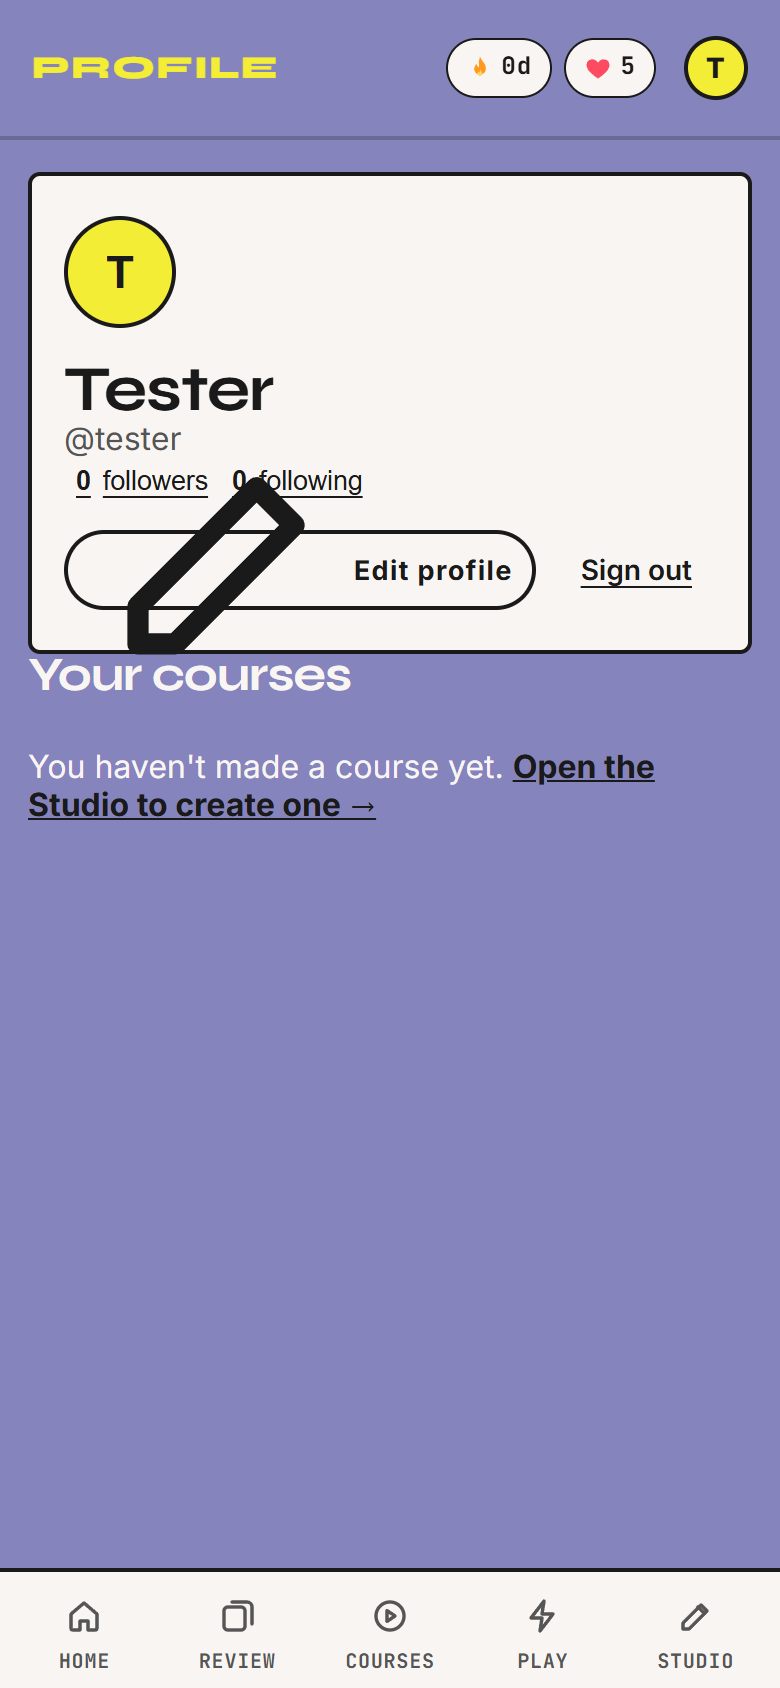 PROFILE
0d
5
T
T
Tester
@tester
0 followers 0 following
Edit profile
Sign out
Your courses
You haven't made a course yet. Open the
Studio to create one →
HOME
REVIEW
COURSES
PLAY
STUDIO